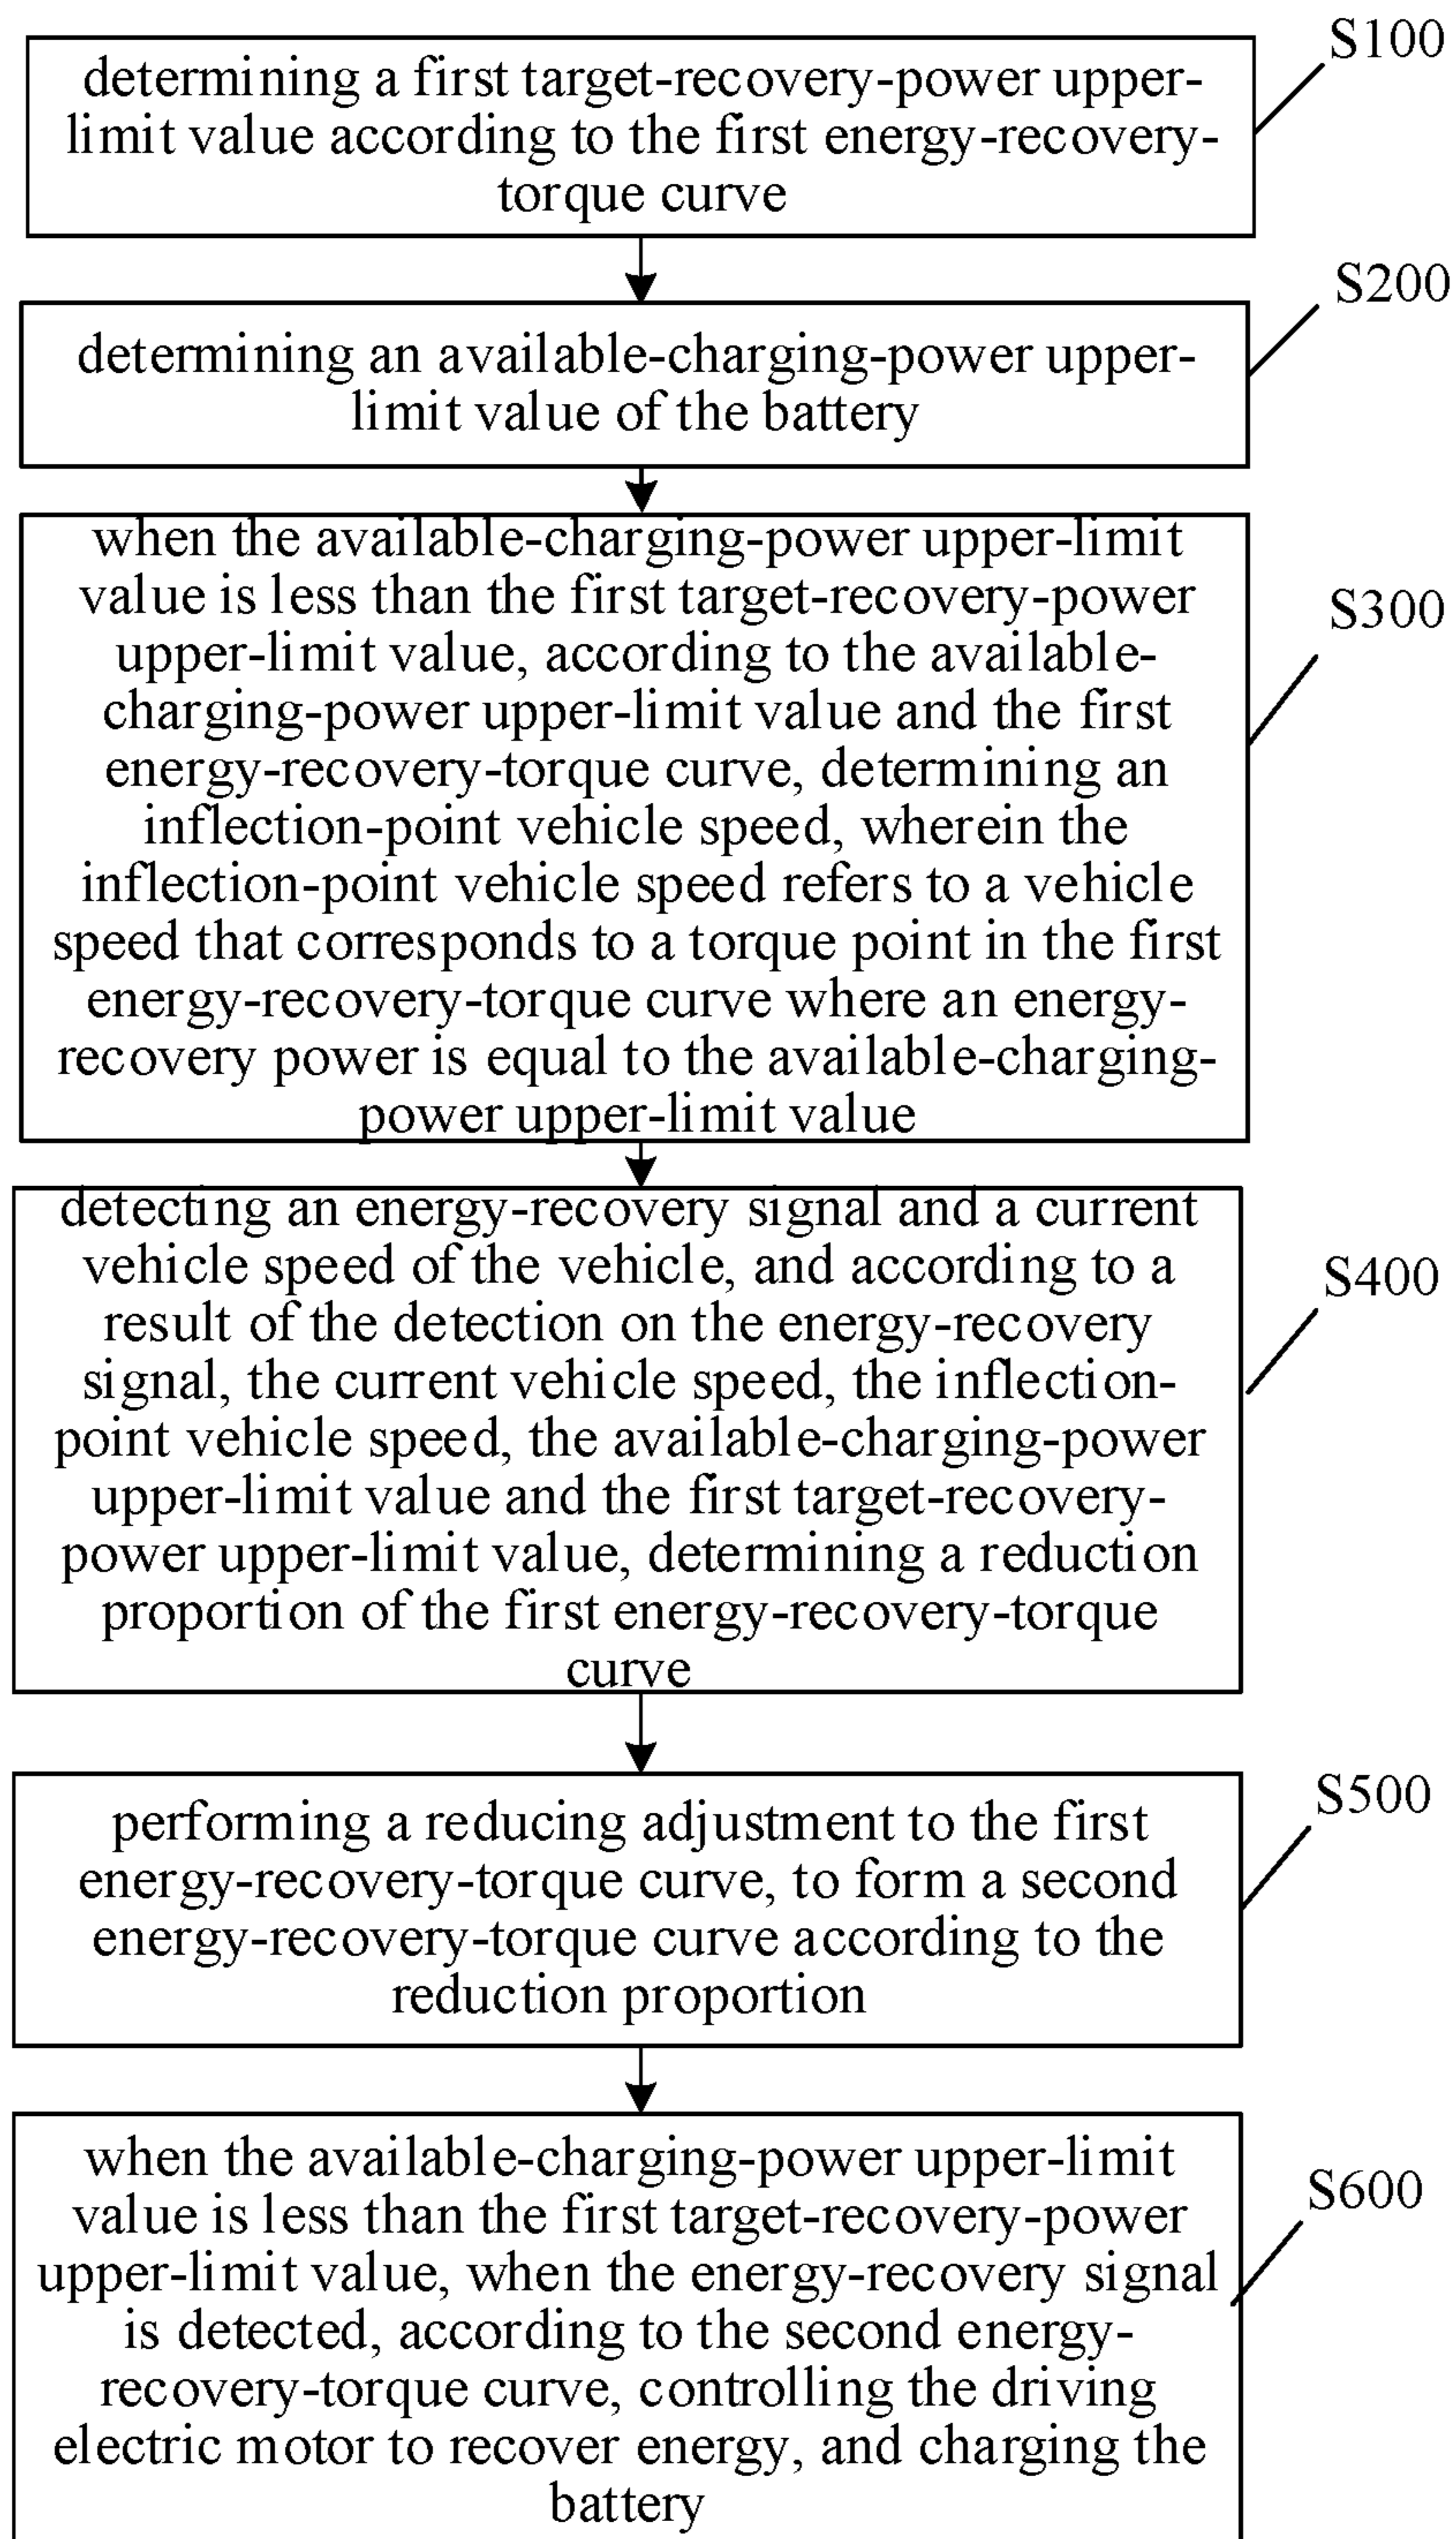 S100
determining a first target-recovery-power upper-
limit value according to the first energy-recovery-
torque curve
S200
determining an available-charging-power upper-
limit value of the battery
when the available-charging-power upper-limit
value is less than the first target-recovery-power
S300
upper-limit value, according to the available-
charging-power upper-limit value and the first
energy-recovery-torque curve, determining an
inflection-point vehicle speed, wherein the
inflection-point vehicle speed refers to a vehicle
speed that corresponds to a torque point in the first
energy-recovery-torque curve where an energy-
recovery power is equal to the available-charging-
power upper-limit value
detecting an energy-recovery signal and a current
vehicle speed of the vehicle, and according to a
S400
result of the detection on the energy-recovery
signal, the current vehicle speed, the inflection-
point vehicle speed, the available-charging-power
upper-limit value and the first target-recovery-
power upper-limit value, determining a reduction
proportion of the first energy-recovery-torque
curve
S500
performing a reducing adjustment to the first
energy-recovery-torque curve, to form a second
energy-recovery-torque curve according to the
reduction proportion
when the available-charging-power upper-limit
S600
value is less than the first target-recovery-power
upper-limit value, when the energy-recovery signal
is detected, according to the second energy-
recovery-torque curve, controlling the driving
electric motor to recover energy, and charging the
battery